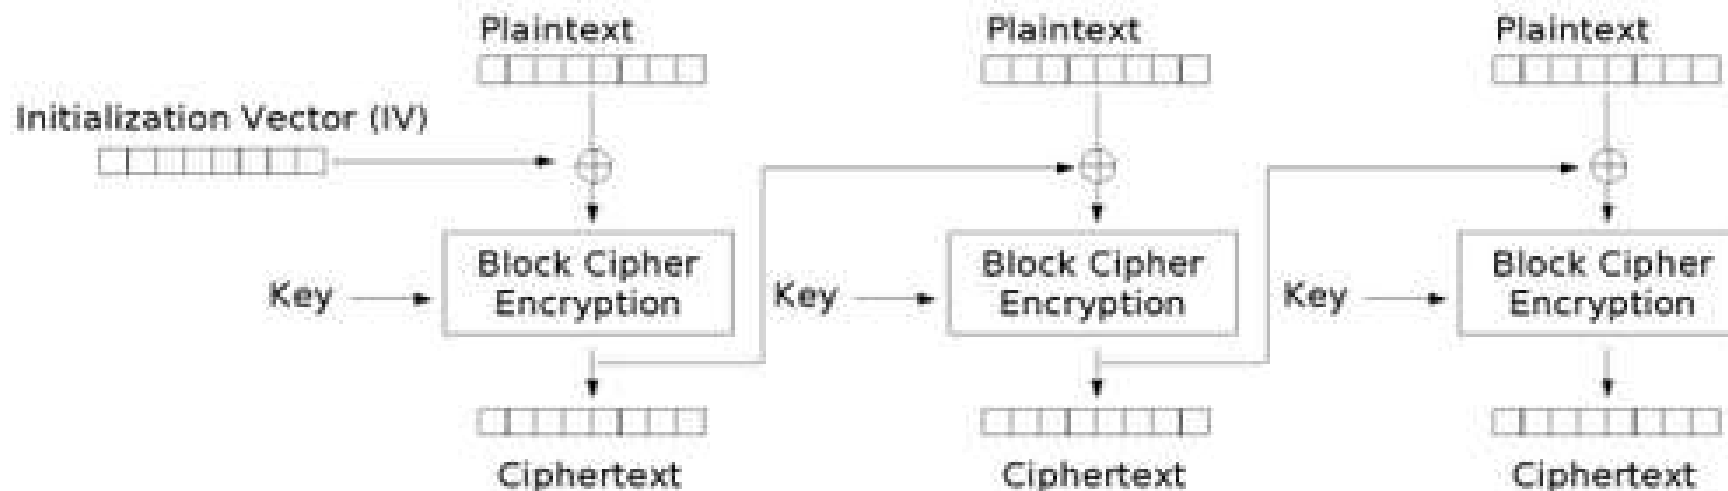 Plaintext
Plaintext
Plaintext
Initialization Vector (IV)
Key
Block Cipher
Encryption
Key
Block Cipher
Encryption
Key
Block Cipher
Encryption
Ciphertext
Ciphertext
Ciphertext